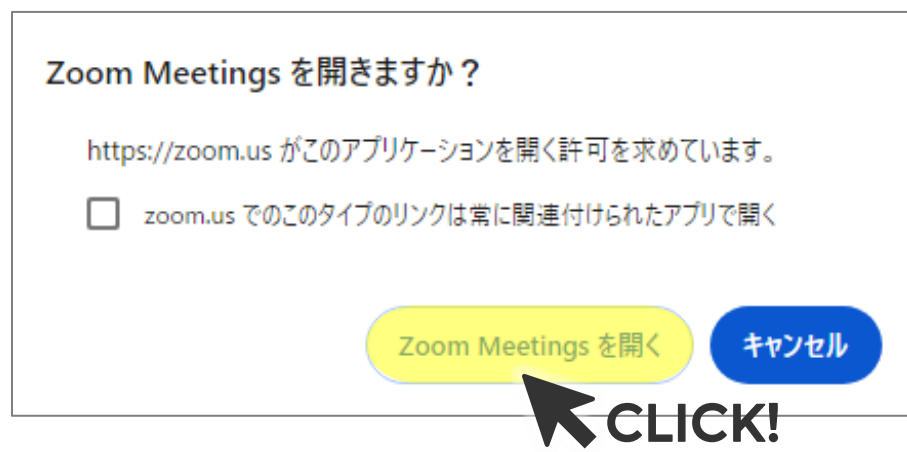 Zoom Meetings を開きますか？
https://zoom.us がこのアプリケーションを開く許可を求めています。
zoom.us でのこのタイプのリンクは常に関連付けられたアプリで開く
Zoom Meetings を開く
キャンセル
CLICK!